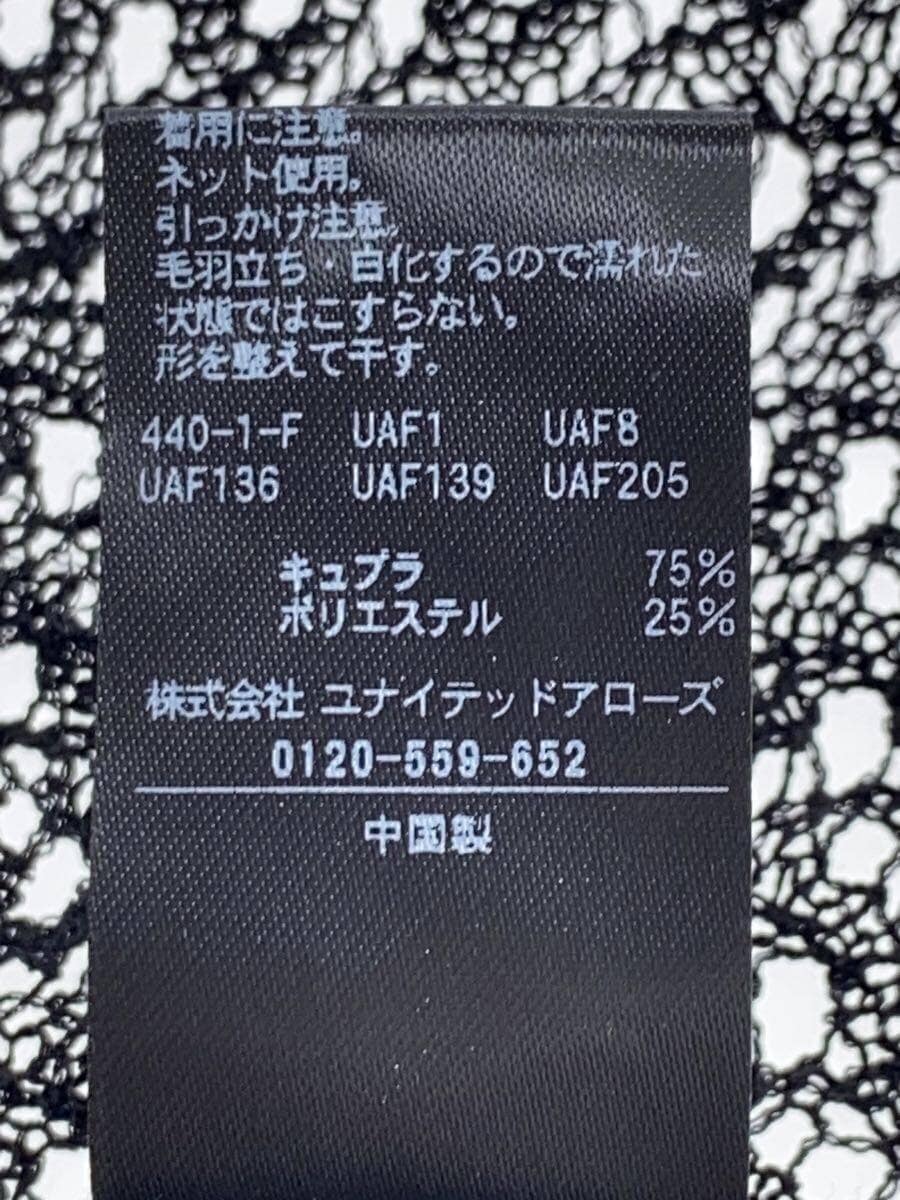 着用に注意。
ネット使用。
引っかけ注意。
毛羽立ち・白化するので濡れた
状態ではこすらない。
形を整えて干す。
440-1-F UAF1 UAF8
UAF136 UAF139 UAF205
キュプラ 75%
ポリエステル 25%
株式会社 ユナイテッドアローズ
0120-559-652
中国製